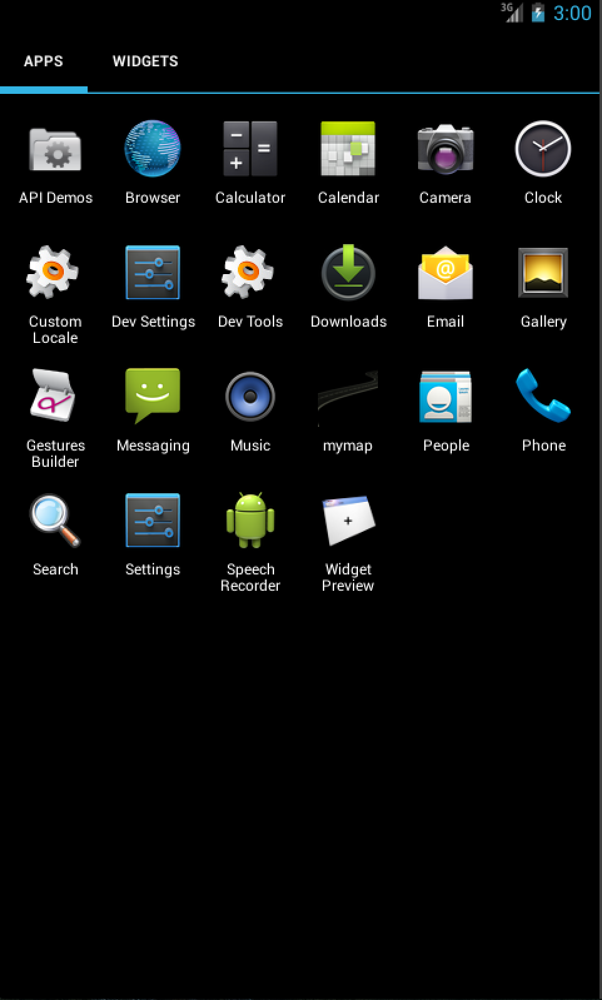 3G 3:00
APPS WIDGETS
API Demos Browser Calculator Calendar Camera Clock
Custom Locale Dev Settings Dev Tools Downloads Email Gallery
Gestures Builder Messaging Music mymap People Phone
Search Settings Speech Recorder Widget Preview